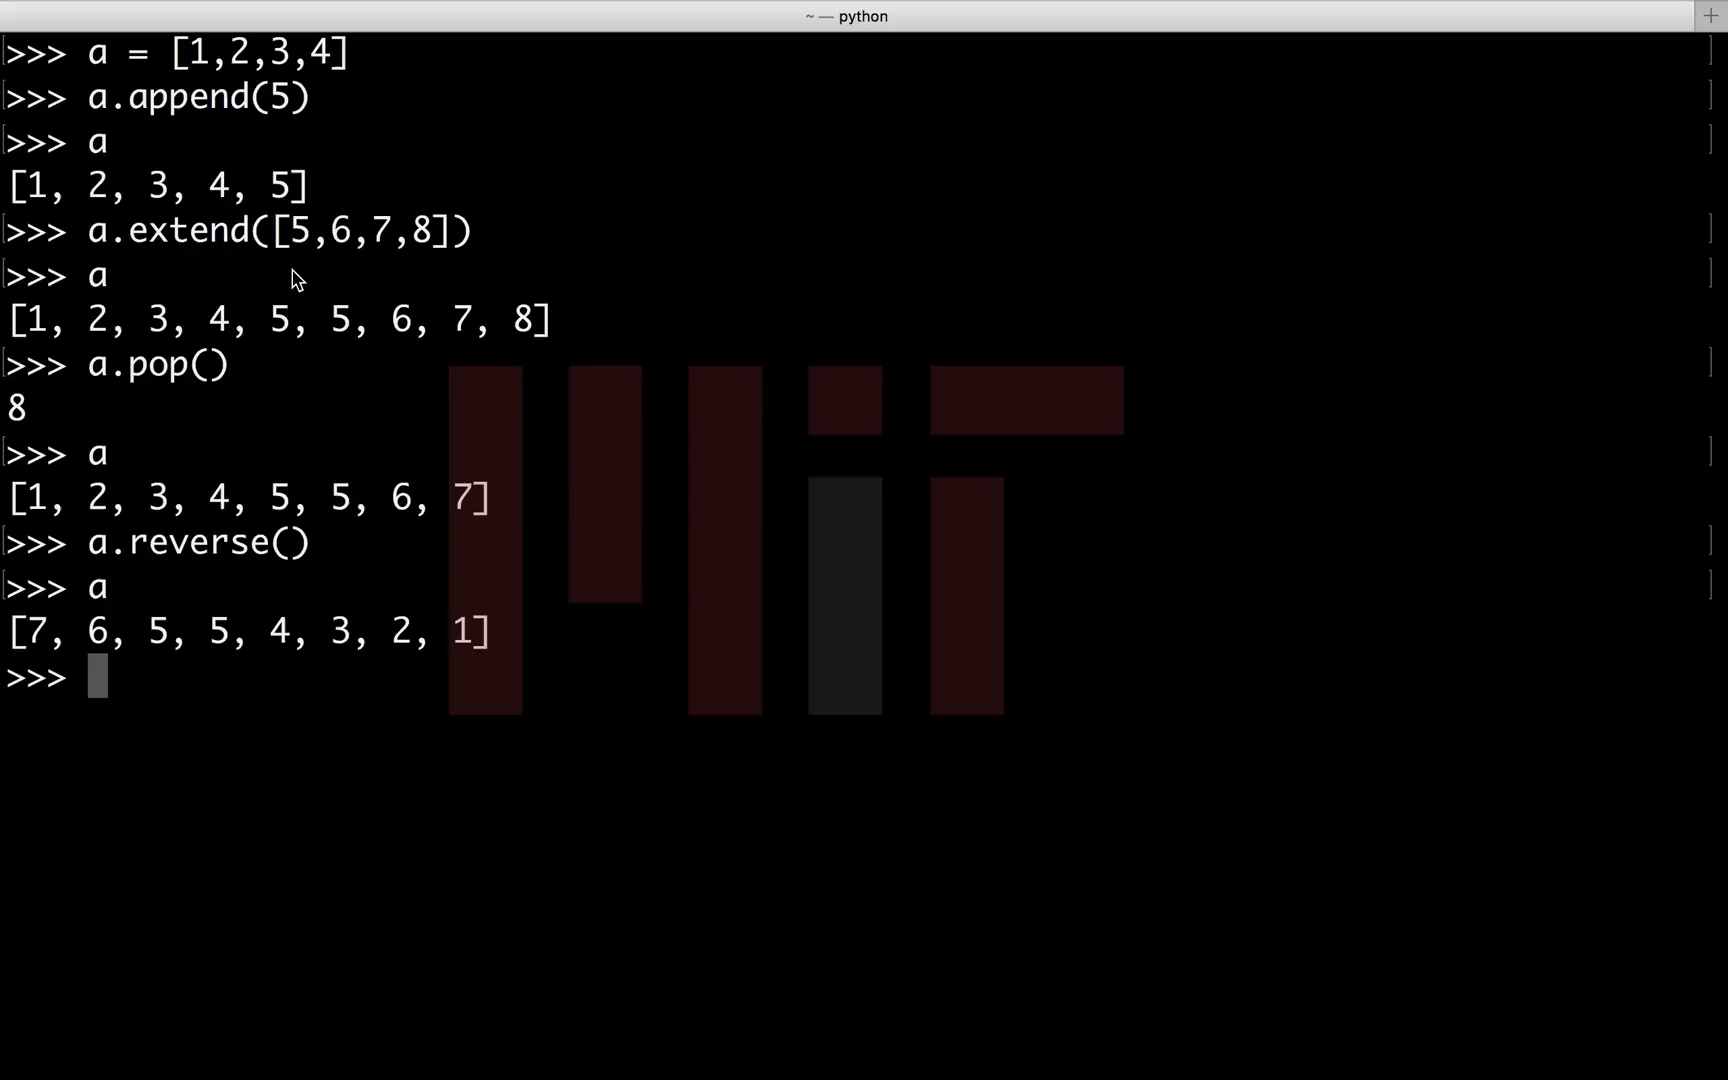 ~ — python
>>> a = [1,2,3,4]
>>> a.append(5)
>>> a
[1, 2, 3, 4, 5]
>>> a.extend([5,6,7,8])
>>> a
[1, 2, 3, 4, 5, 5, 6, 7, 8]
>>> a.pop()
8
>>> a
[1, 2, 3, 4, 5, 5, 6, 7]
>>> a.reverse()
>>> a
[7, 6, 5, 5, 4, 3, 2, 1]
>>>